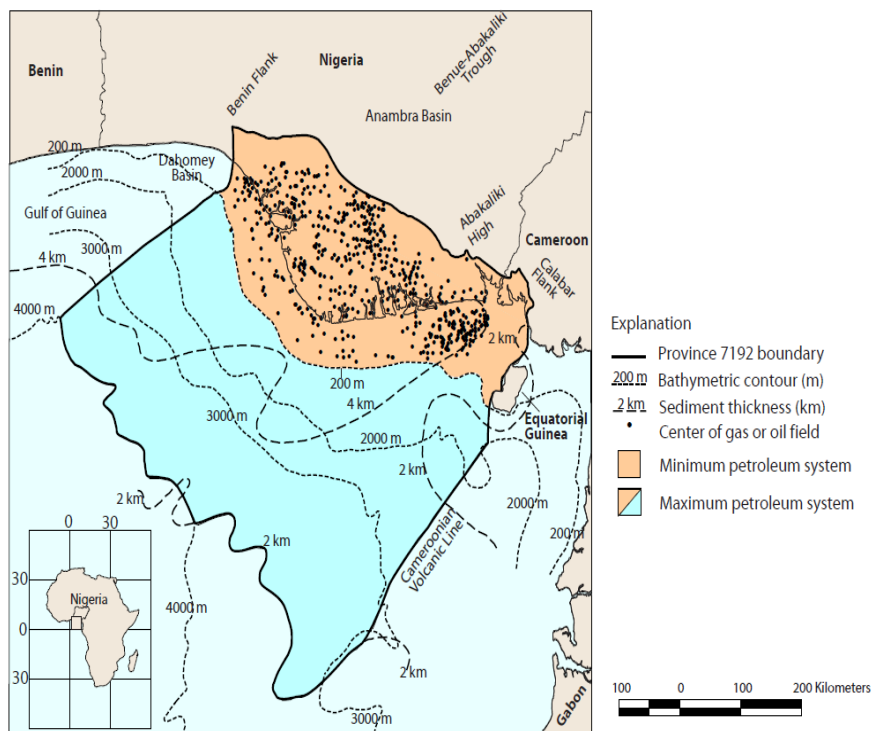 Benin
Nigeria
Benin Flank
Benue-Abakaliki
Trough
Anambra Basin
200 m
2000 m
Dahomey
Basin
Gulf of Guinea
3000 m
4 km
4000 m
Abakaliki
High
Cameroon
Calabar
Flank
2 km
200 m
4 km
3000 m
2000 m
Equatorial
Guinea
2 km
2000 m
200 m
2 km
2 km
Cameroonian
Volcanic Line
4000 m
2 km
3000 m
Gabon
0 30
30
Nigeria
0
30
Explanation
Province 7192 boundary
200 m Bathymetric contour (m)
2 km Sediment thickness (km)
Center of gas or oil field
Minimum petroleum system
Maximum petroleum system
100 0 100 200 Kilometers